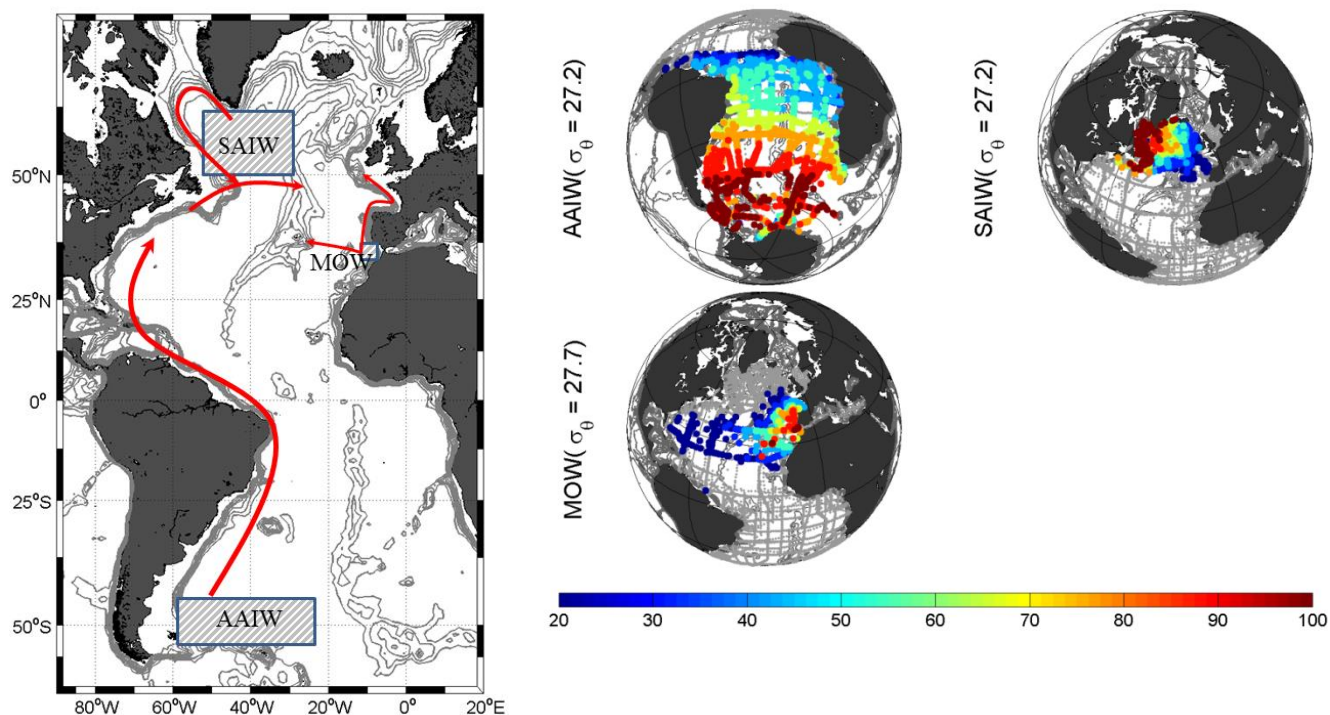 SAIW
MOW
AAIW
50°N
25°N
0°
25°S
50°S
80°W 60°W 40°W 20°W 0° 20°E
AAIW( σθ = 27.2)
SAIW( σθ = 27.2)
MOW( σθ = 27.7)
20 30 40 50 60 70 80 90 100